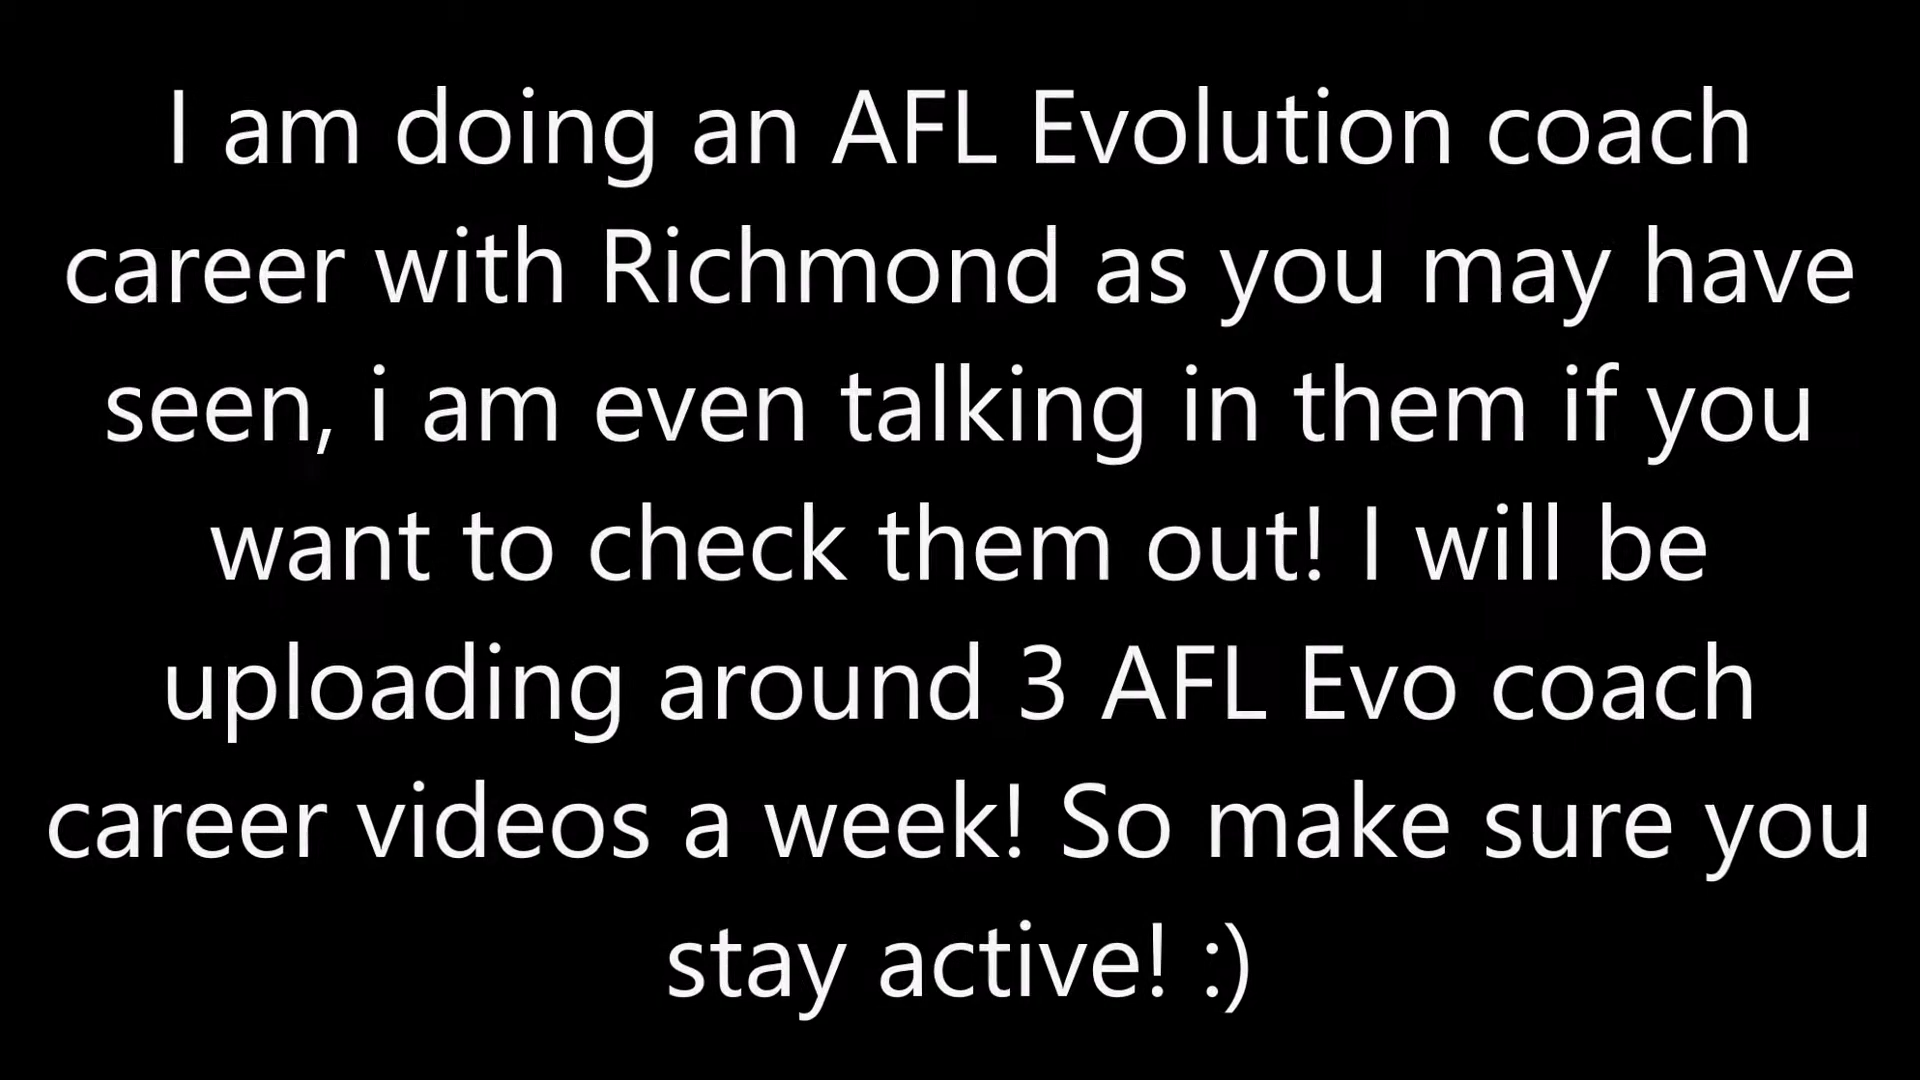 I am doing an AFL Evolution coach
career with Richmond as you may have
seen, i am even talking in them if you
want to check them out! I will be
uploading around 3 AFL Evo coach
career videos a week! So make sure you
stay active! :)